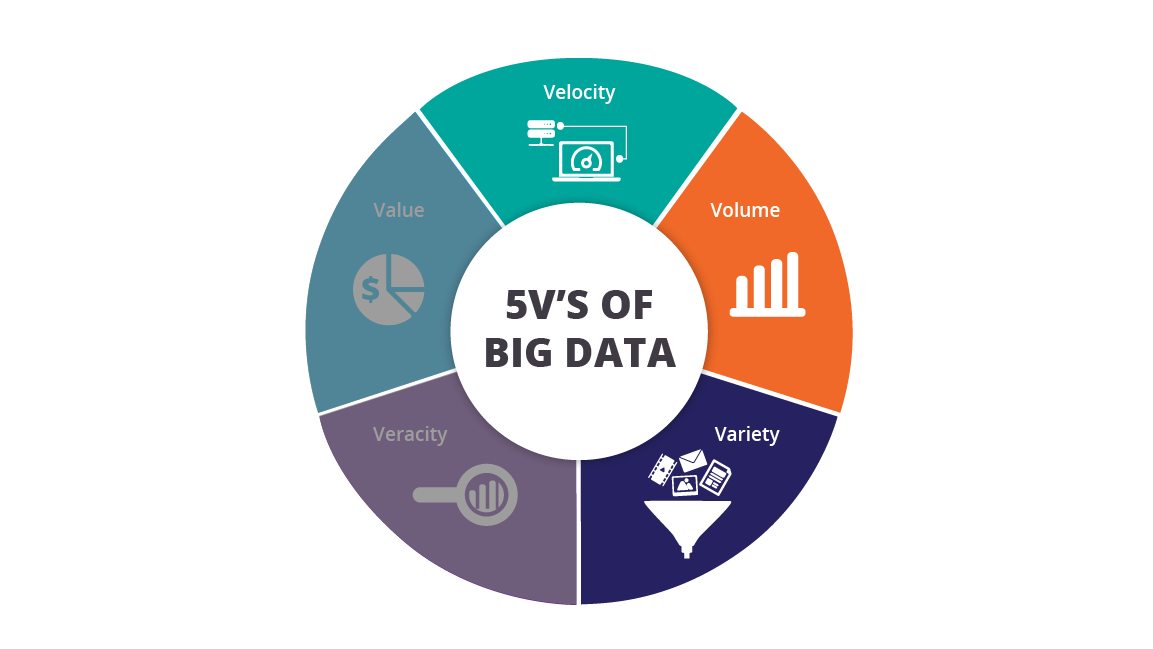 Velocity
Value
Volume
5V’S OF
BIG DATA
Veracity
Variety
$